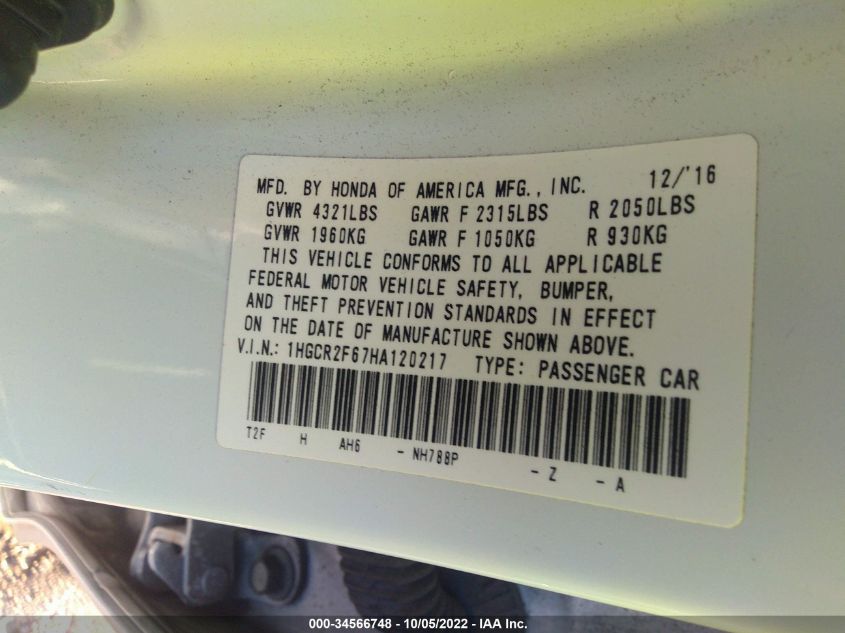 MFD. BY HONDA OF AMERICA MFG., INC. 12/'16
GVWR 4321LBS GAWR F 2315LBS R 2050LBS
GVWR 1960KG GAWR F 1050KG R 930KG
THIS VEHICLE CONFORMS TO ALL APPLICABLE
FEDERAL MOTOR VEHICLE SAFETY, BUMPER,
AND THEFT PREVENTION STANDARDS IN EFFECT
ON THE DATE OF MANUFACTURE SHOWN ABOVE.
V.I.N.: 1HGCR2F67HA120217 TYPE: PASSENGER CAR
T2F H AH6 - NH788P - Z - A
000-34566748 - 10/05/2022 - IAA Inc.